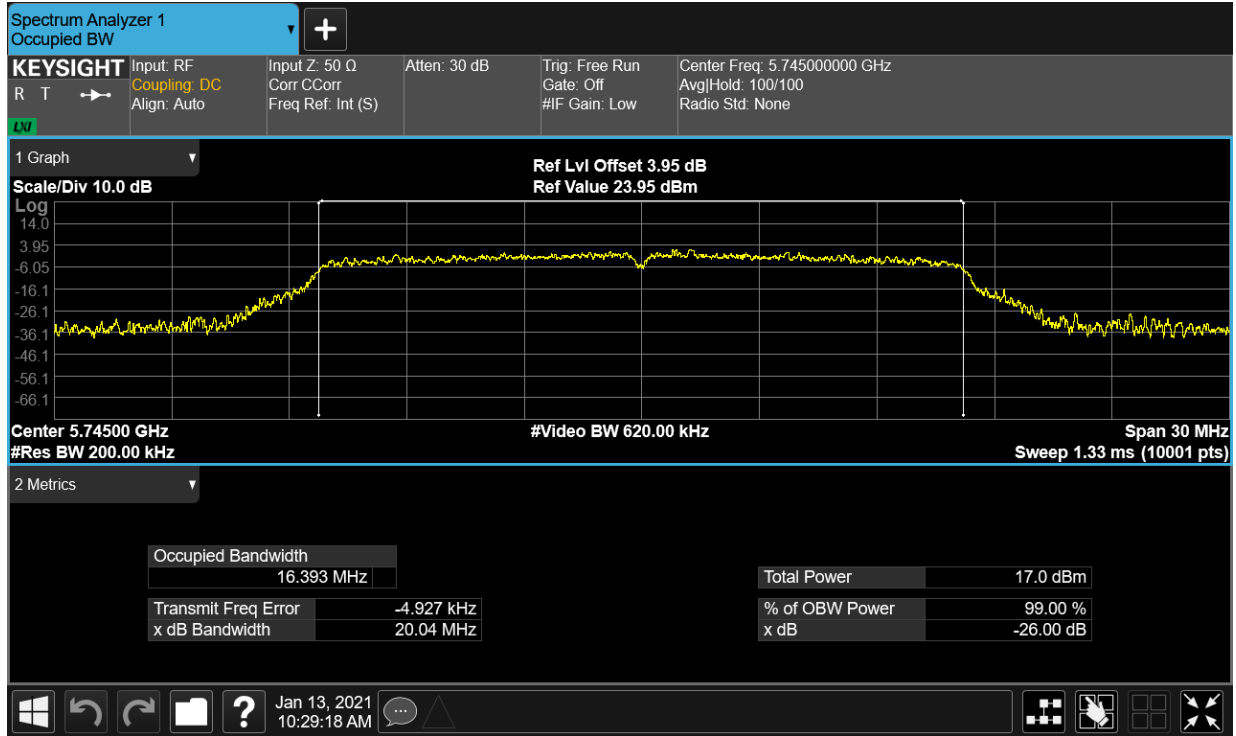 Spectrum Analyzer 1
Occupied BW
KEYSIGHT
R T
LXI
Input: RF
Coupling: DC
Align: Auto
Input Z: 50 Ω
Corr CCorr
Freq Ref: Int (S)
Atten: 30 dB
Trig: Free Run
Gate: Off
#IF Gain: Low
Center Freq: 5.745000000 GHz
Avg|Hold: 100/100
Radio Std: None
1 Graph
Scale/Div 10.0 dB
Ref Lvl Offset 3.95 dB
Ref Value 23.95 dBm
Log
14.0
3.95
-6.05
-16.1
-26.1
-36.1
-46.1
-56.1
-66.1
Center 5.74500 GHz
#Res BW 200.00 kHz
#Video BW 620.00 kHz
Span 30 MHz
Sweep 1.33 ms (10001 pts)
2 Metrics
Occupied Bandwidth
16.393 MHz
Transmit Freq Error -4.927 kHz
x dB Bandwidth 20.04 MHz
Total Power 17.0 dBm
% of OBW Power 99.00 %
x dB -26.00 dB
?
Jan 13, 2021
10:29:18 AM